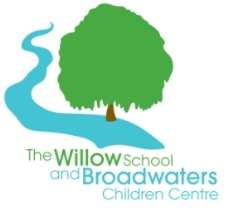 The Willow School
and Broadwaters
Children Centre